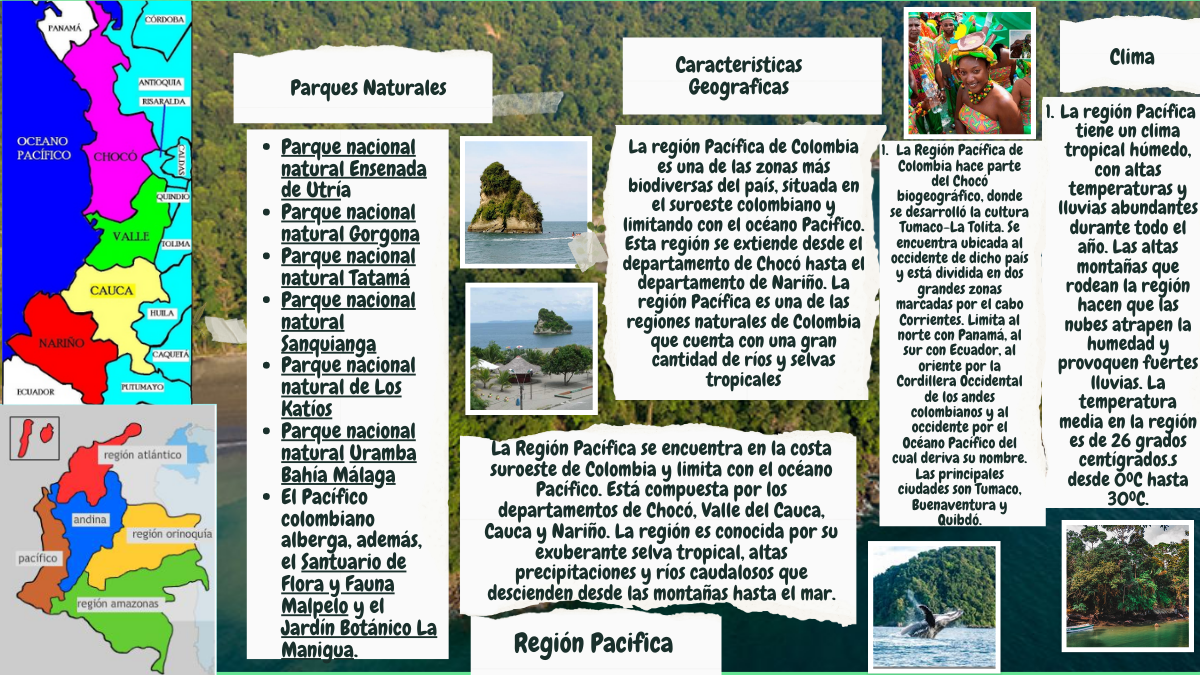 PANAMÁ
CÓRDOBA
ANTIOQUIA
RISARALDA
OCEANO
PACÍFICO
CHOCÓ
CALDAS
QUINDIO
VALLE
TOLIMA
CAUCA
HUILA
NARIÑO
CAQUETA
ECUADOR
PUTUMAYO
región atlántico
andina
región orinoquía
pacífico
región amazonas
Parques Naturales
Parque nacional
natural Ensenada
de Utría
Parque nacional
natural Gorgona
Parque nacional
natural Tatamá
Parque nacional
natural
Sanquianga
Parque nacional
natural de Los
Katíos
Parque nacional
natural Uramba
Bahía Málaga
El Pacífico
colombiano
alberga, además,
el Santuario de
Flora y Fauna
Malpelo y el
Jardín Botánico La
Manigua.
Caracteristicas
Geograficas
La región Pacífica de Colombia
es una de las zonas más
biodiversas del país, situada en
el suroeste colombiano y
limitando con el océano Pacífico.
Esta región se extiende desde el
departamento de Chocó hasta el
departamento de Nariño. La
región Pacífica es una de las
regiones naturales de Colombia
que cuenta con una gran
cantidad de ríos y selvas
tropicales
La Región Pacífica se encuentra en la costa
suroeste de Colombia y limita con el océano
Pacífico. Está compuesta por los
departamentos de Chocó, Valle del Cauca,
Cauca y Nariño. La región es conocida por su
exuberante selva tropical, altas
precipitaciones y ríos caudalosos que
descienden desde las montañas hasta el mar.
Región Pacifica
1. La Región Pacífica de
Colombia hace parte
del Chocó
biogeográfico, donde
se desarrolló la cultura
Tumaco-La Tolita. Se
encuentra ubicada al
occidente de dicho país
y está dividida en dos
grandes zonas
marcadas por el cabo
Corrientes. Limita al
norte con Panamá, al
sur con Ecuador, al
oriente por la
Cordillera Occidental
de los andes
colombianos y al
occidente por el
Océano Pacífico del
cual deriva su nombre.
Las principales
ciudades son Tumaco,
Buenaventura y
Quibdó.
Clima
1. La región Pacífica
tiene un clima
tropical húmedo,
con altas
temperaturas y
lluvias abundantes
durante todo el
año. Las altas
montañas que
rodean la región
hacen que las
nubes atrapen la
humedad y
provoquen fuertes
lluvias. La
temperatura
media en la región
es de 26 grados
centígrados.s
desde 0ºC hasta
30ºC.